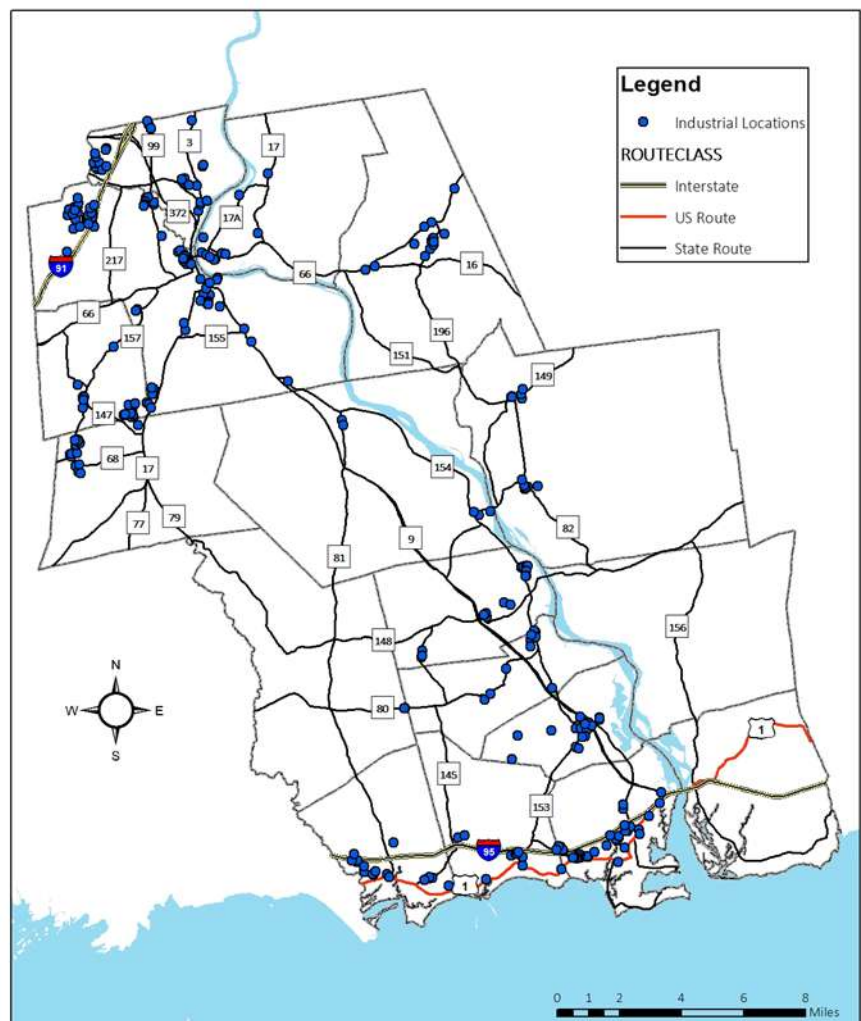 Legend
Industrial Locations
ROUTECLASS
Interstate
US Route
State Route
99
3
17
372
17A
217
91
66
16
66
157
155
196
151
149
147
68
17
154
77
79
9
82
81
156
148
N
W E
S
80
1
145
153
95
1
0 1 2 4 6 8
Miles